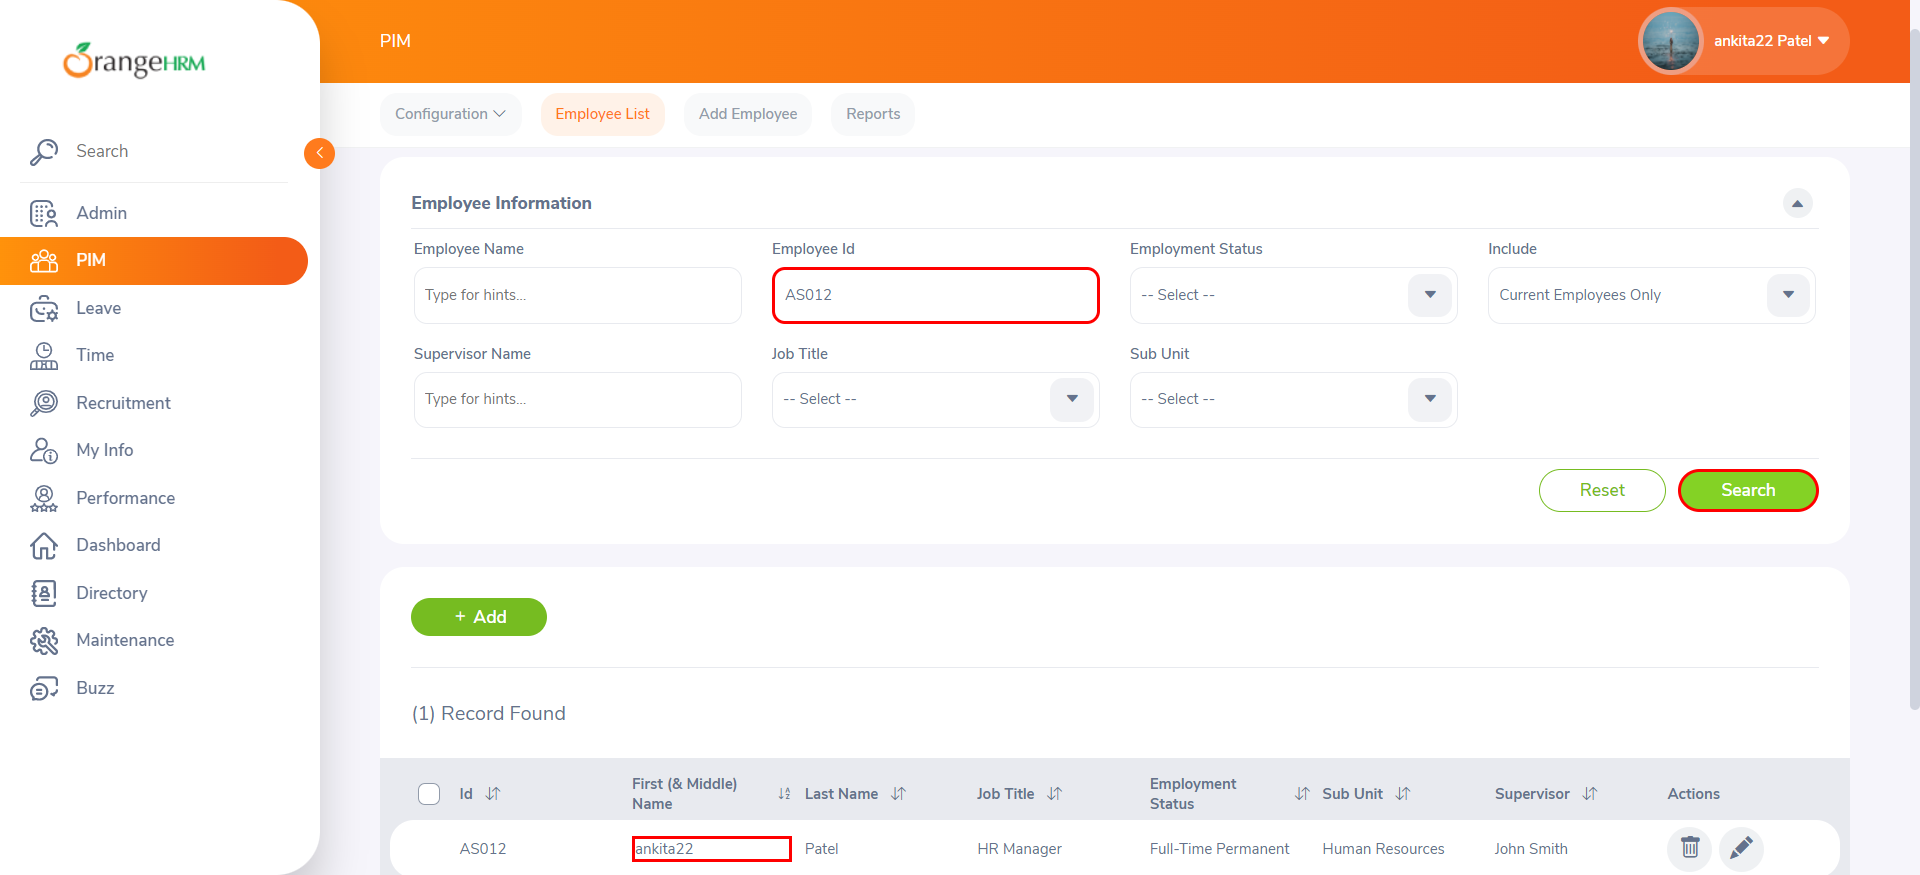 OrangeHRM
PIM
ankita22 Patel
Configuration
Employee List
Add Employee
Reports
Search
Admin
PIM
Leave
Time
Recruitment
My Info
Performance
Dashboard
Directory
Maintenance
Buzz
Employee Information
Employee Name
Employee Id
Employment Status
Include
Type for hints...
AS012
-- Select --
Current Employees Only
Supervisor Name
Job Title
Sub Unit
Type for hints...
-- Select --
-- Select --
Reset
Search
+ Add
(1) Record Found
Id
First (& Middle)
Name
Last Name
Job Title
Employment
Status
Sub Unit
Supervisor
Actions
AS012
ankita22
Patel
HR Manager
Full-Time Permanent
Human Resources
John Smith